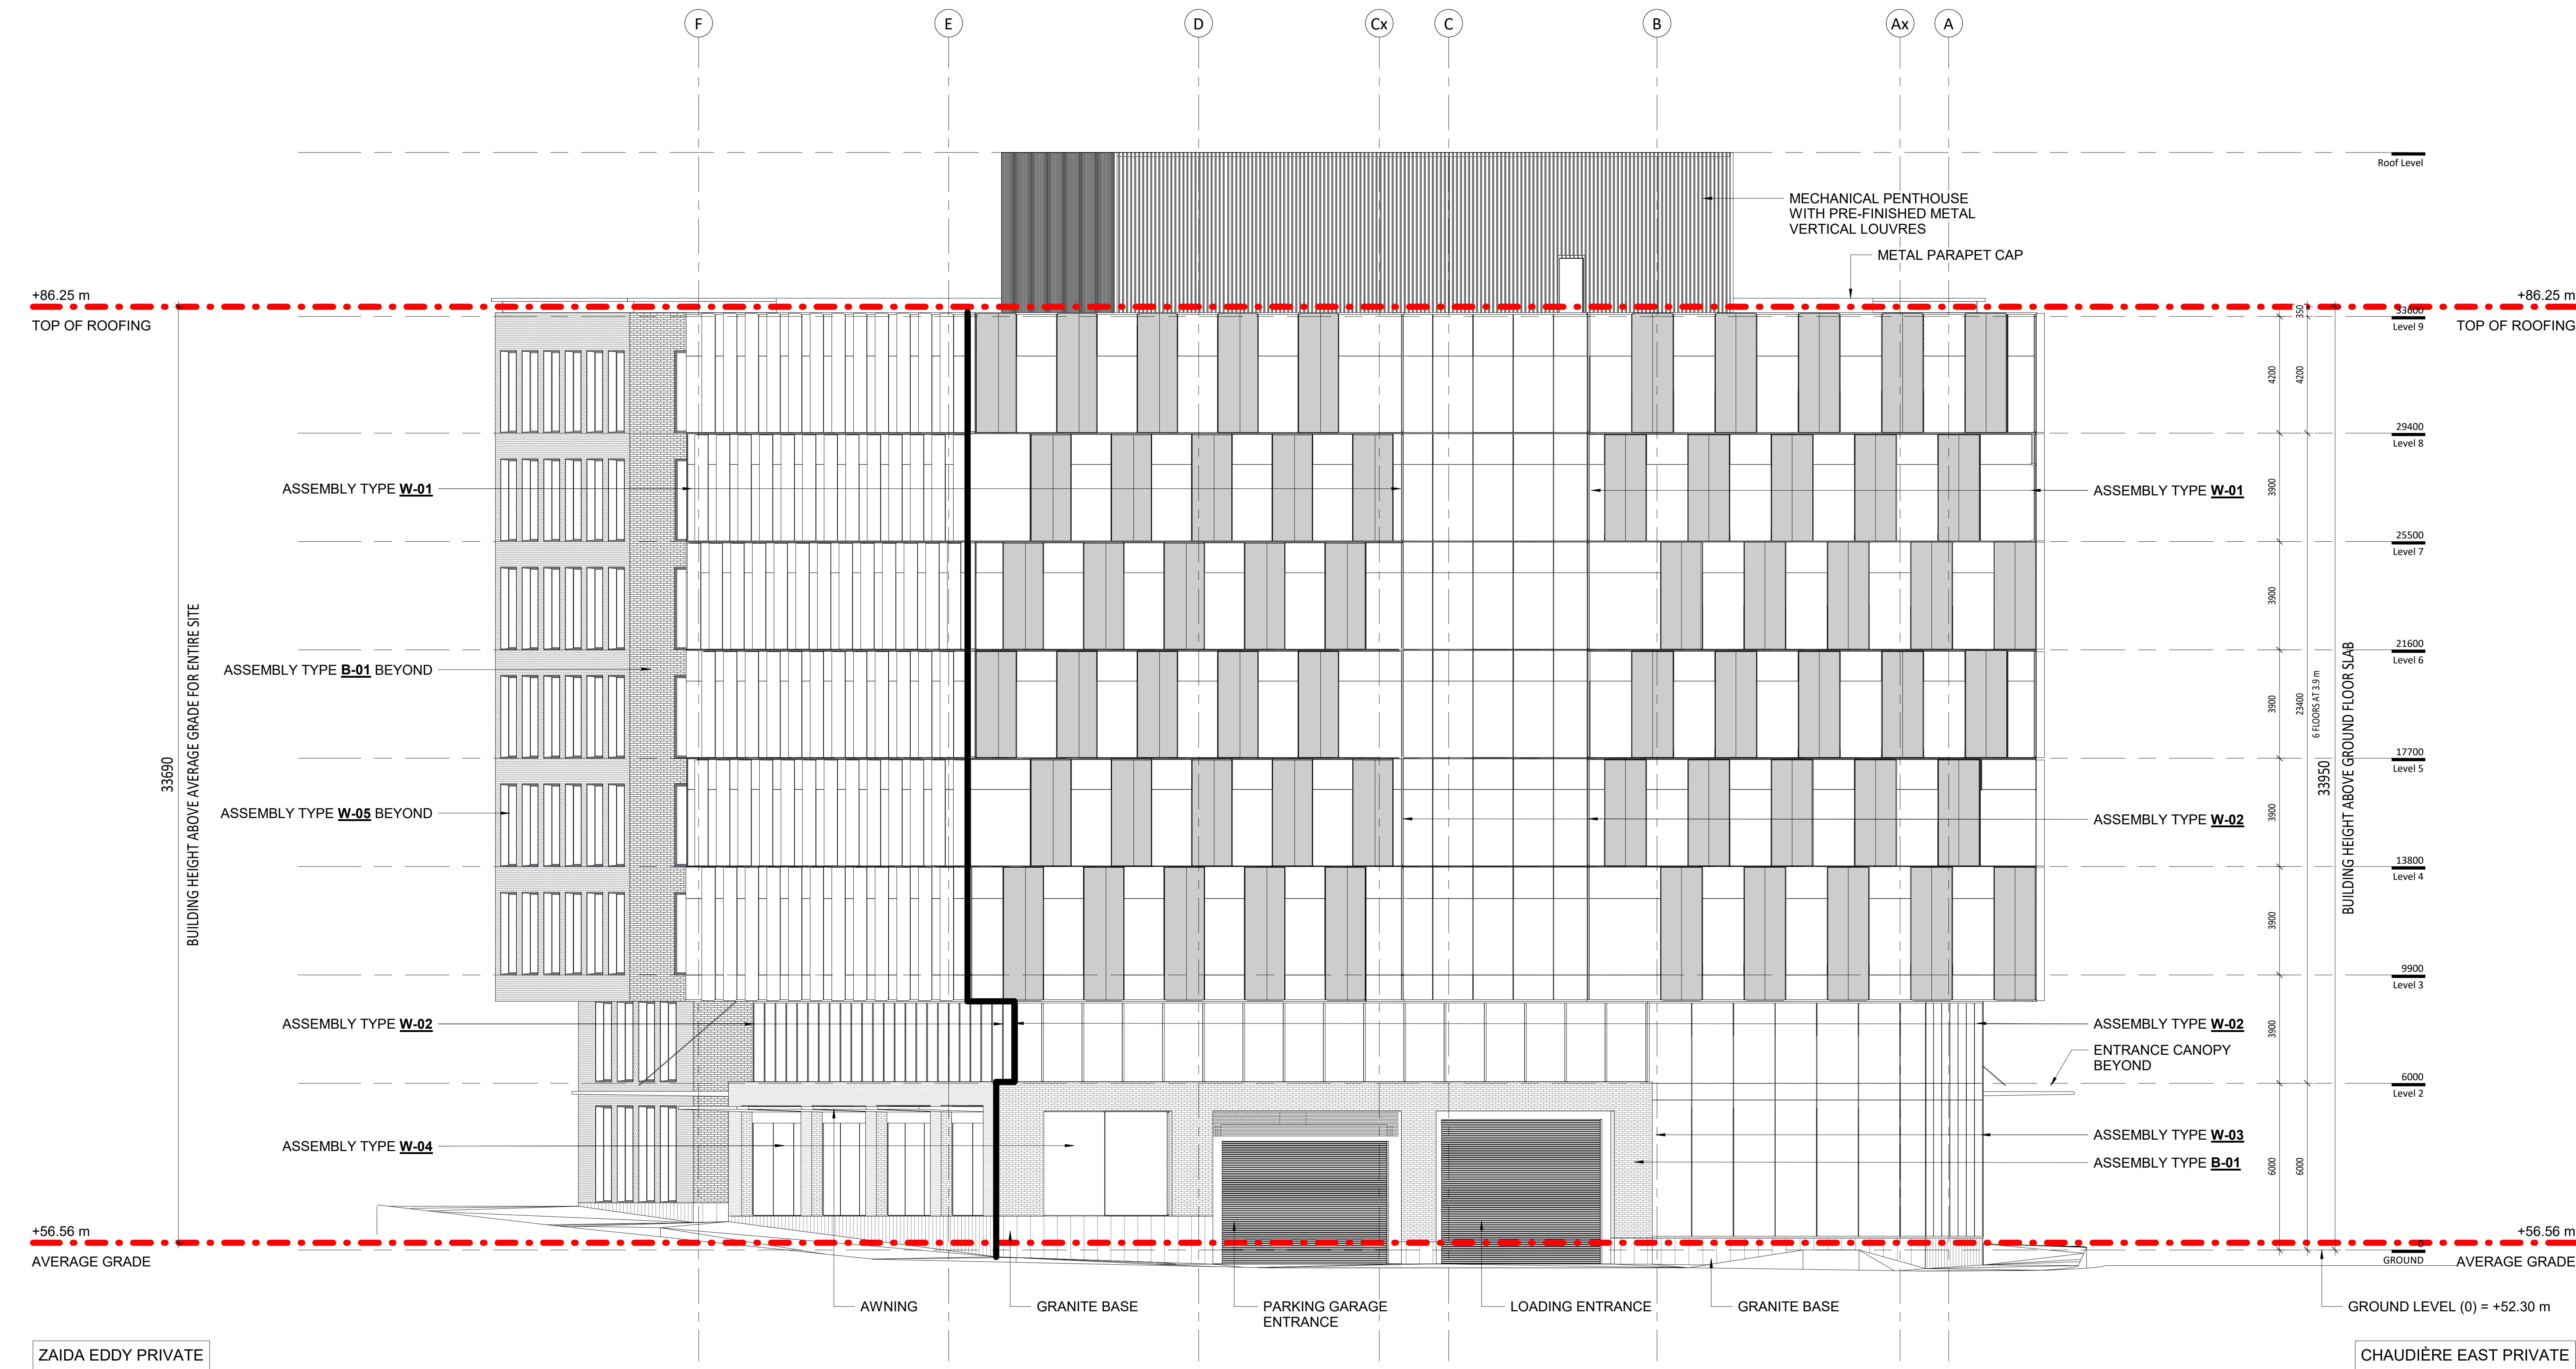 F E D Cx C B Ax A
Roof Level
MECHANICAL PENTHOUSE
WITH PRE-FINISHED METAL
VERTICAL LOUVRES
METAL PARAPET CAP
+86.25 m
+86.25 m
TOP OF ROOFING
TOP OF ROOFING
350
33600
Level 9
4200
4200
29400
Level 8
ASSEMBLY TYPE W-01
ASSEMBLY TYPE W-01
3900
25500
Level 7
3900
21600
Level 6
BUILDING HEIGHT ABOVE AVERAGE GRADE FOR ENTIRE SITE
33690
ASSEMBLY TYPE B-01 BEYOND
3900
23400
6 FLOORS AT 3.9 m
BUILDING HEIGHT ABOVE GROUND FLOOR SLAB
33950
17700
Level 5
ASSEMBLY TYPE W-05 BEYOND
ASSEMBLY TYPE W-02
3900
13800
Level 4
3900
9900
Level 3
ASSEMBLY TYPE W-02
ASSEMBLY TYPE W-02
3900
ENTRANCE CANOPY
BEYOND
6000
Level 2
ASSEMBLY TYPE W-04
ASSEMBLY TYPE W-03
ASSEMBLY TYPE B-01
6000
6000
+56.56 m
+56.56 m
AVERAGE GRADE
0
GROUND
AVERAGE GRADE
AWNING
GRANITE BASE
PARKING GARAGE
ENTRANCE
LOADING ENTRANCE
GRANITE BASE
GROUND LEVEL (0) = +52.30 m
ZAIDA EDDY PRIVATE
CHAUDIÈRE EAST PRIVATE